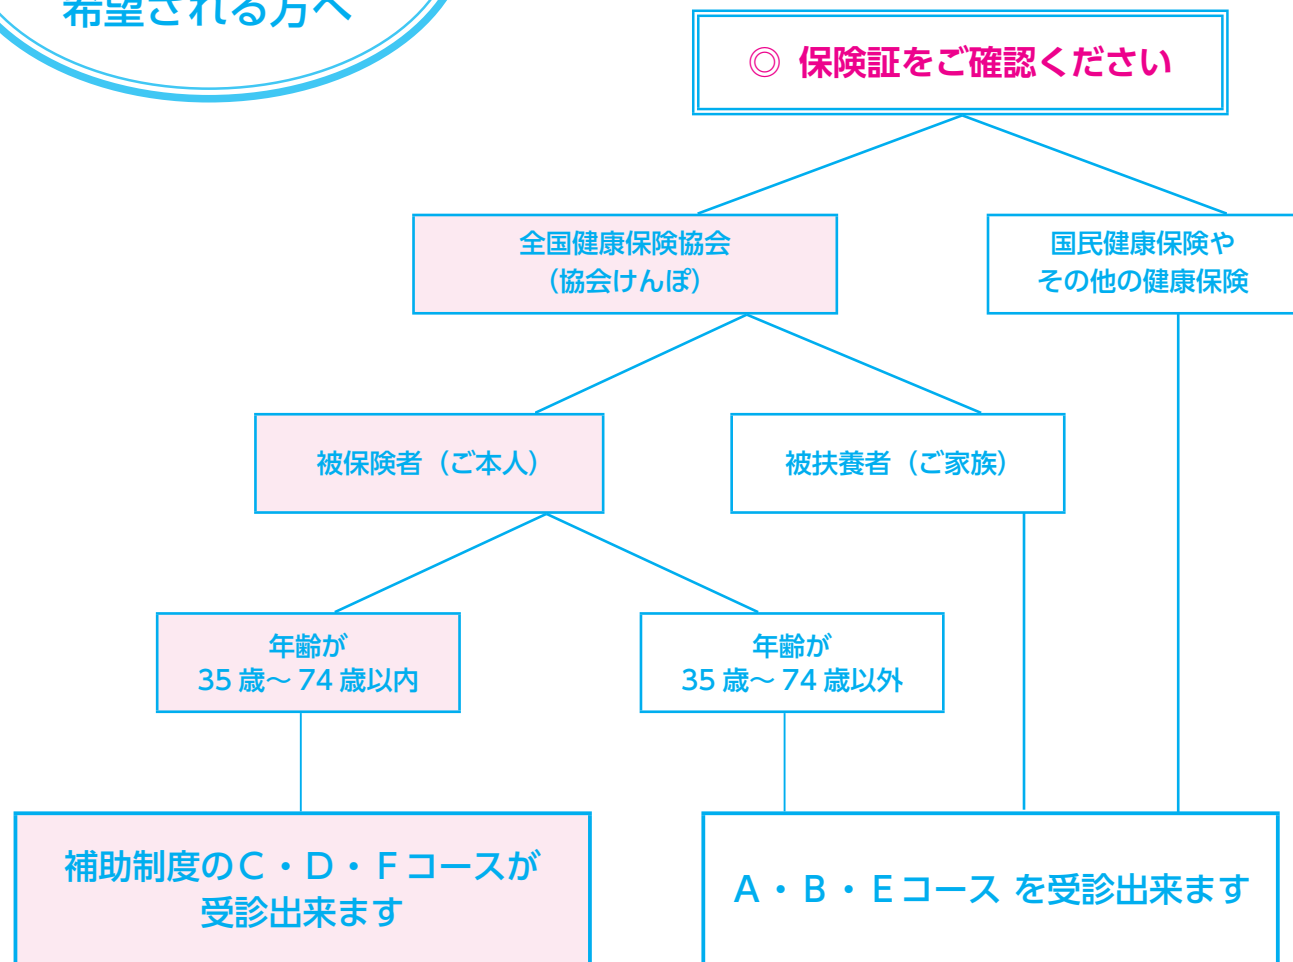 希望される方へ
◎ 保険証をご確認ください
全国健康保険協会
（協会けんぽ）
国民健康保険や
その他の健康保険
被保険者（ご本人）
被扶養者（ご家族）
年齢が
35 歳～ 74 歳以内
年齢が
35 歳～ 74 歳以外
補助制度のＣ・Ｄ・Ｆコースが
受診出来ます
Ａ・Ｂ・Ｅコース を受診出来ます